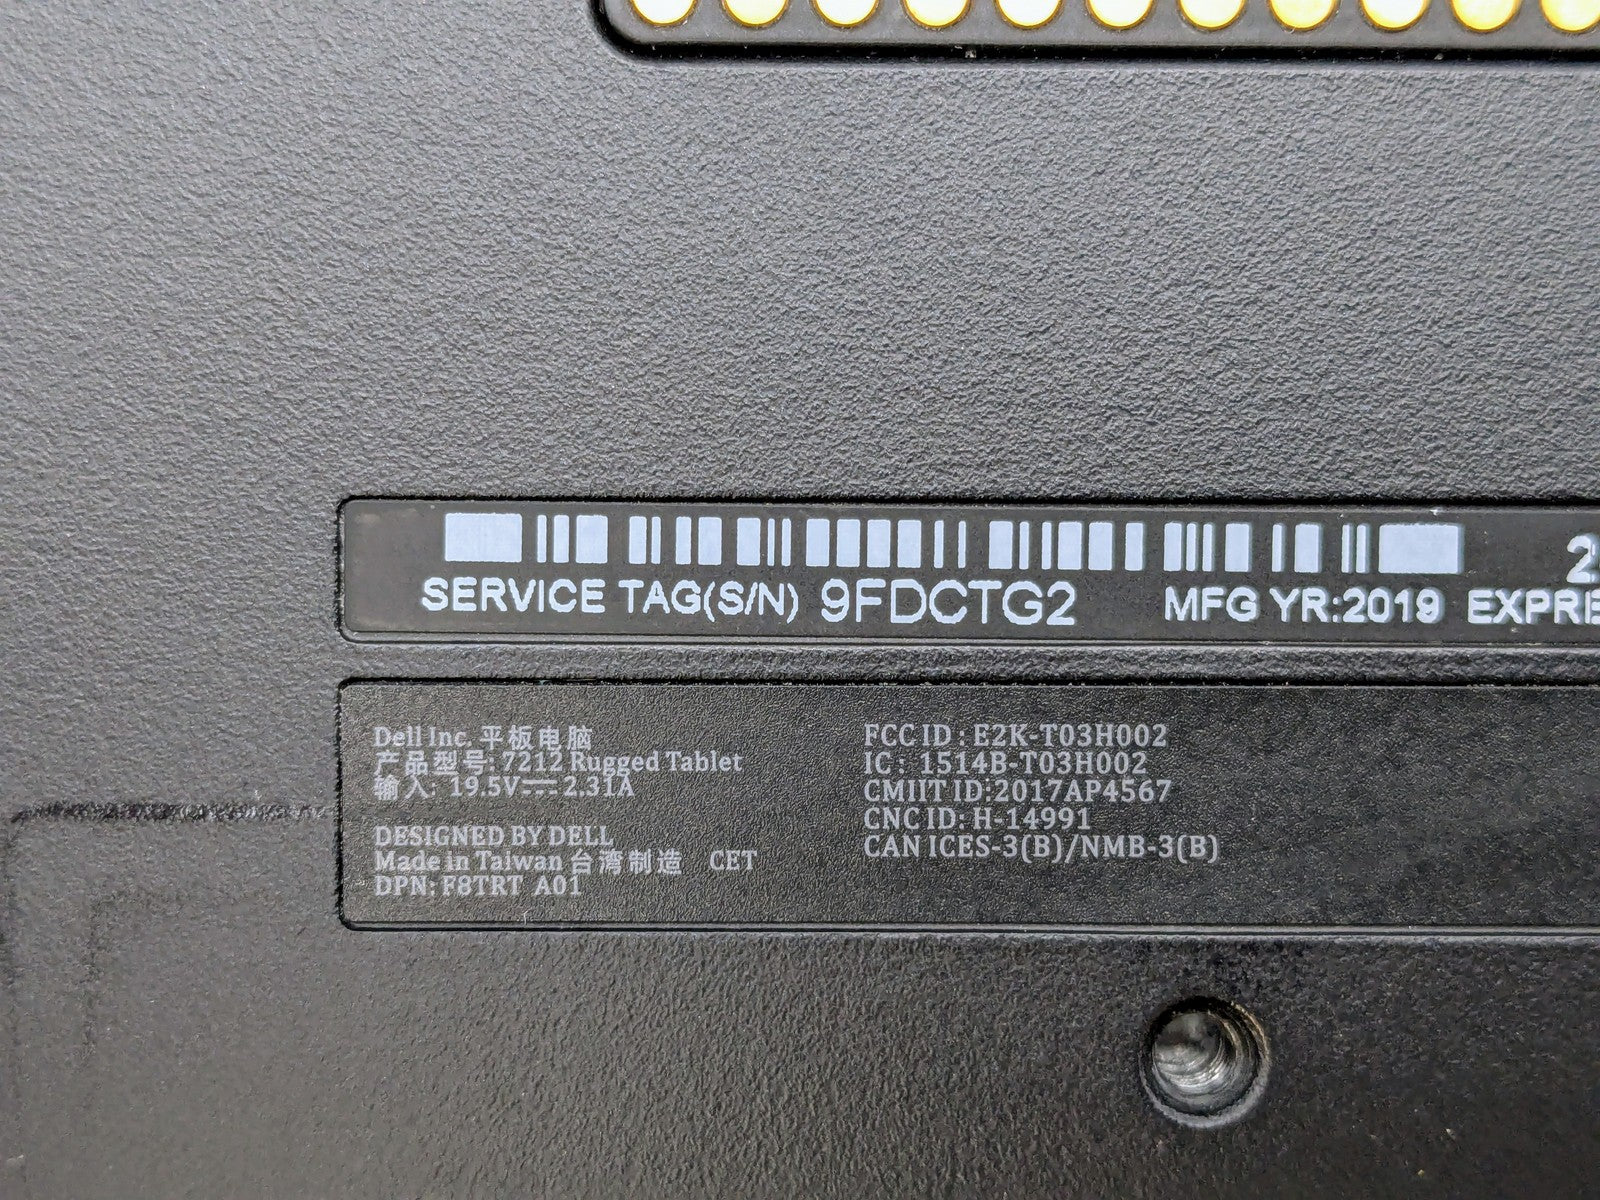 SERVICE TAG(S/N) 9FDCTG2 MFG YR:2019
Dell Inc. 平板电脑
产品型号: 7212 Rugged Tablet
输入: 19.5V⎓2.31A
DESIGNED BY DELL
Made in Taiwan 台湾制造 CET
DPN: F8TRT A01
FCC ID : E2K-T03H002
IC : 1514B-T03H002
CMIIT ID:2017AP4567
CNC ID: H-14991
CAN ICES-3(B)/NMB-3(B)